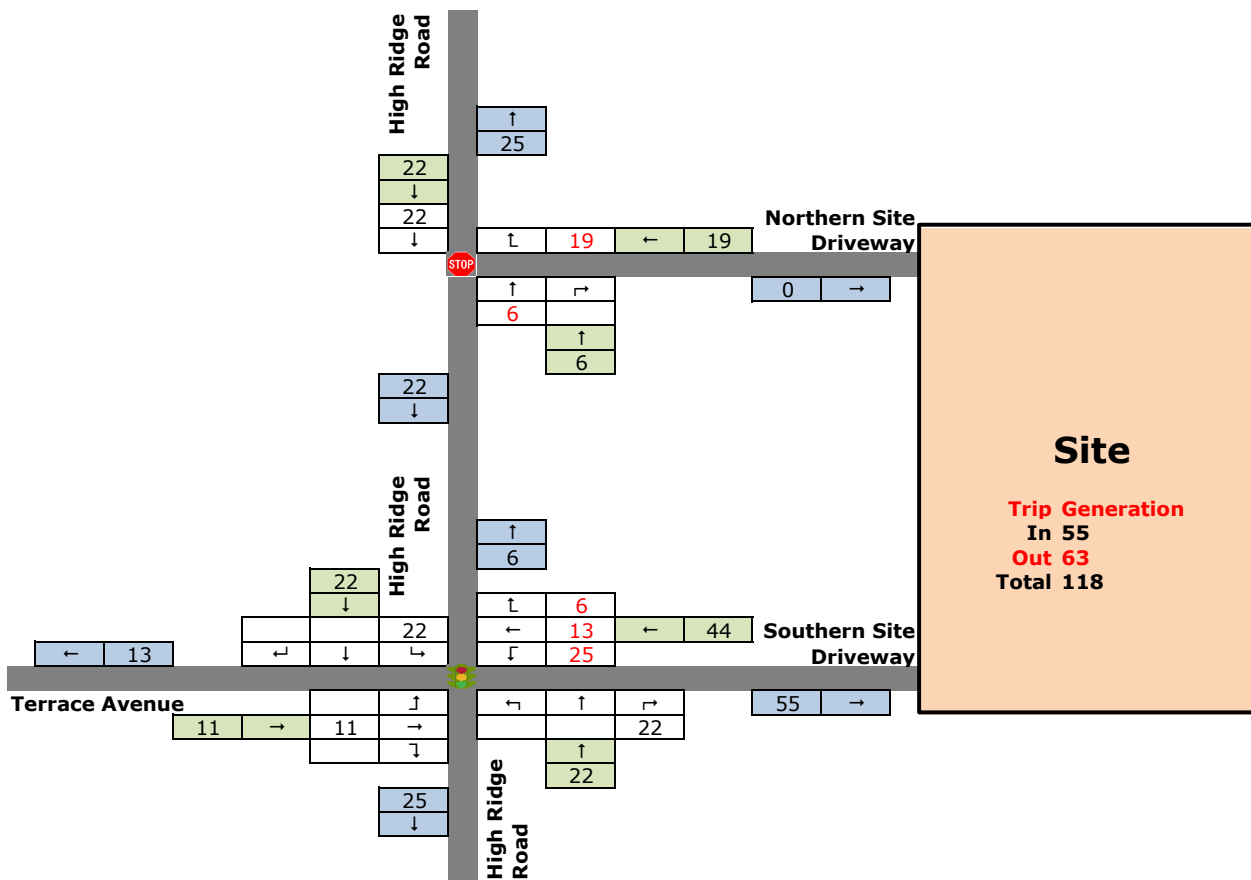 High Ridge
Road
↑
25
22
↓
22
↓
Northern Site
Driveway
↑ 19 ← 19
STOP
↑ ↱
6
0 →
↑
6
22
↓
High Ridge
Road
↑
6
22
↓
22
↵ ↓ ↳
↑ 6
← 13 ← 44
↓ 25
Southern Site
Driveway
← 13
Terrace Avenue
11 → 11 →
↰ ↑ ↱
22
55 →
↑
22
25
↓
High Ridge
Road
Site
Trip Generation
In 55
Out 63
Total 118